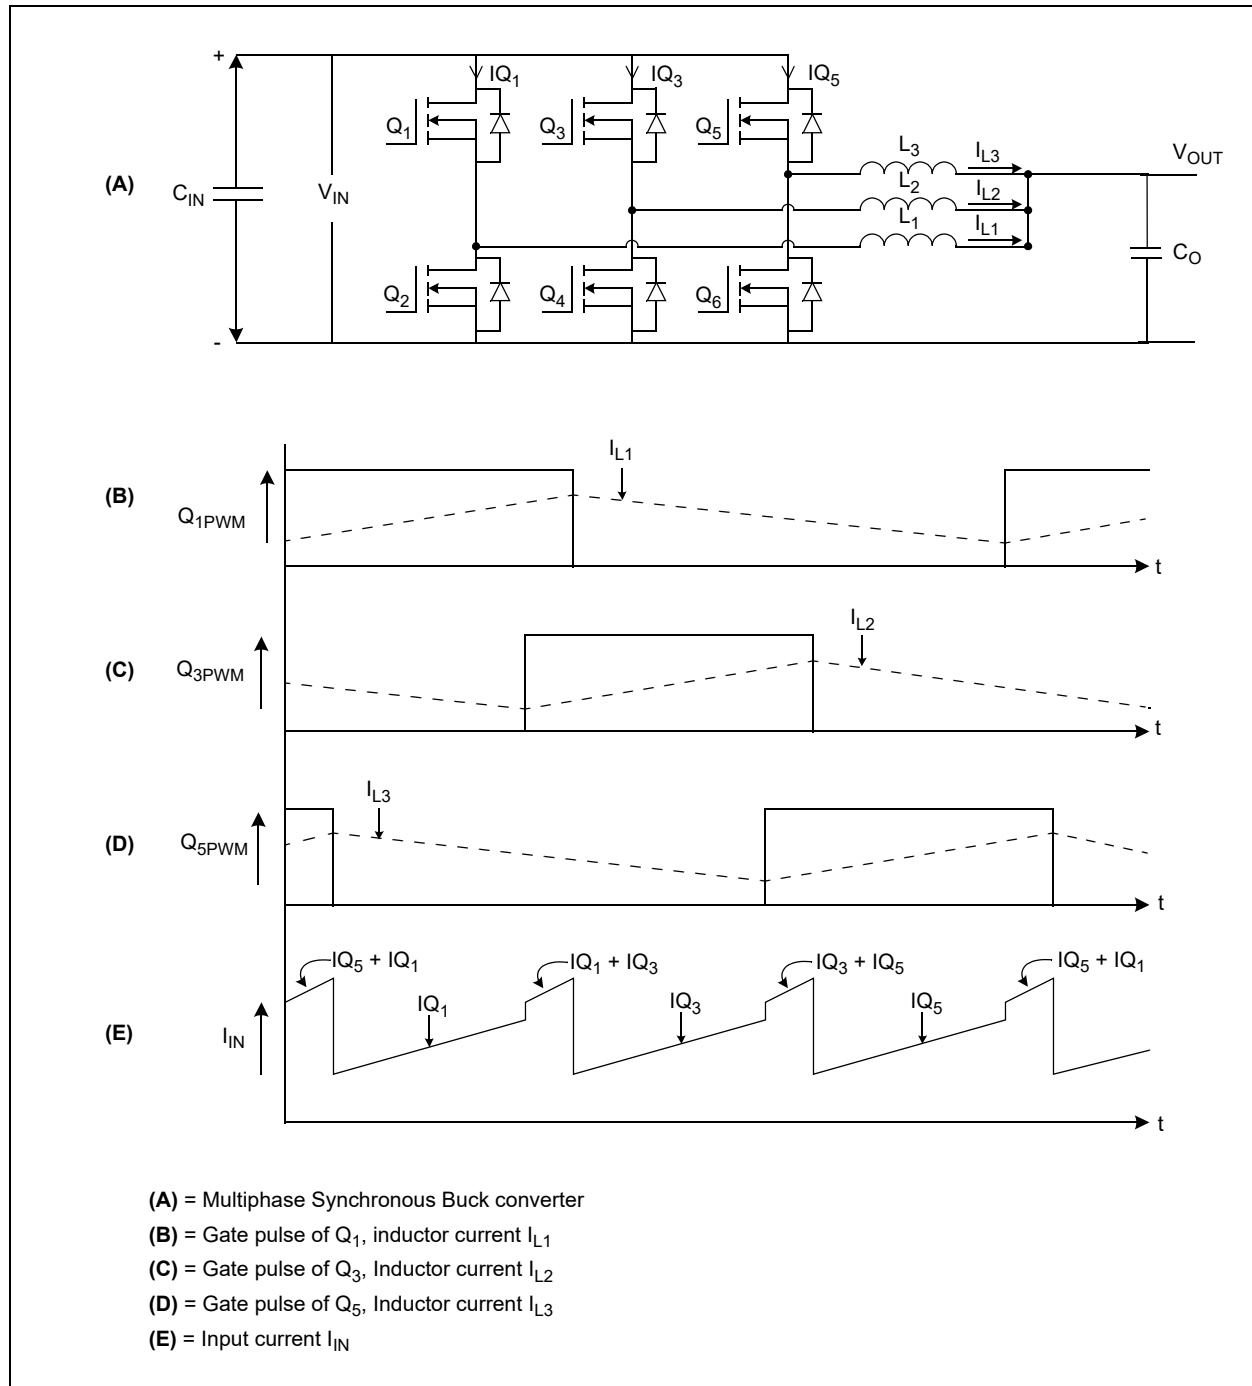 +
IQ1 IQ3 IQ5
Q1 Q3 Q5
L3 IL3 VOUT
(A) CIN VIN L2 IL2
L1 IL1
CO
Q2 Q4 Q6
-
IL1
(B)
Q1PWM
t
IL2
(C) Q3PWM
t
IL3
(D) Q5PWM
t
IQ5 + IQ1 IQ1 + IQ3 IQ3 + IQ5 IQ5 + IQ1
IQ1 IQ3 IQ5
(E) IIN
t
(A) = Multiphase Synchronous Buck converter
(B) = Gate pulse of Q1, inductor current IL1
(C) = Gate pulse of Q3, Inductor current IL2
(D) = Gate pulse of Q5, Inductor current IL3
(E) = Input current IIN